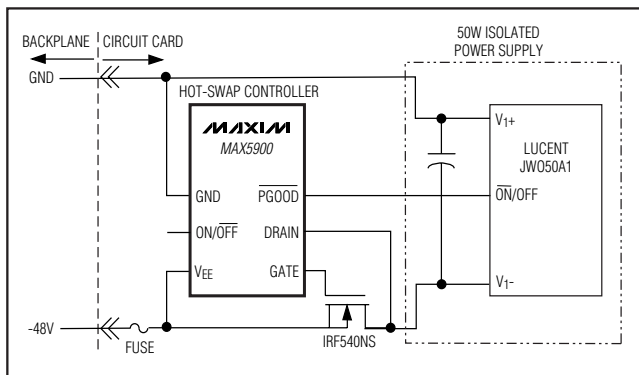 BACKPLANE
CIRCUIT CARD
GND
50W ISOLATED
POWER SUPPLY
HOT-SWAP CONTROLLER
MAXIM
MAX5900
GND
PGOOD
ON/OFF
DRAIN
VEE
GATE
V1+
LUCENT
JWO50A1
ON/OFF
V1-
-48V
FUSE
IRF540NS